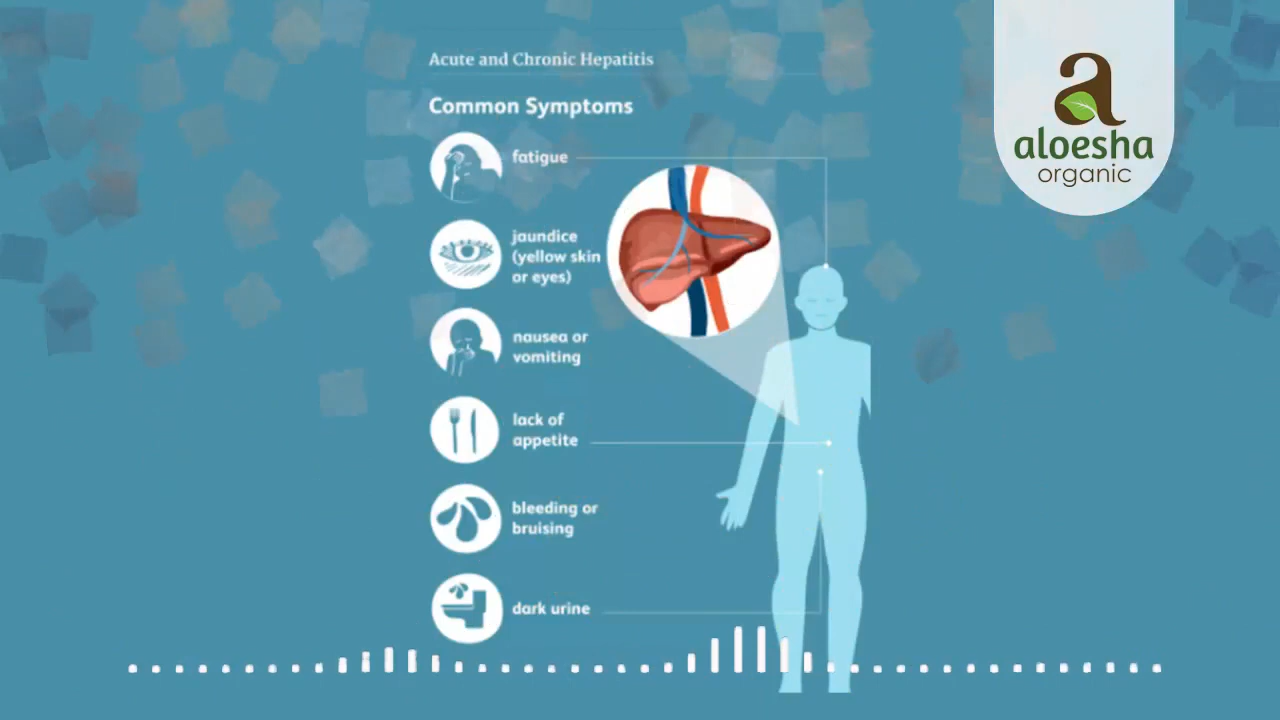 Acute and Chronic Hepatitis
Common Symptoms
fatigue
jaundice
(yellow skin
or eyes)
nausea or
vomiting
lack of
appetite
bleeding or
bruising
dark urine
a
aloesha
organic